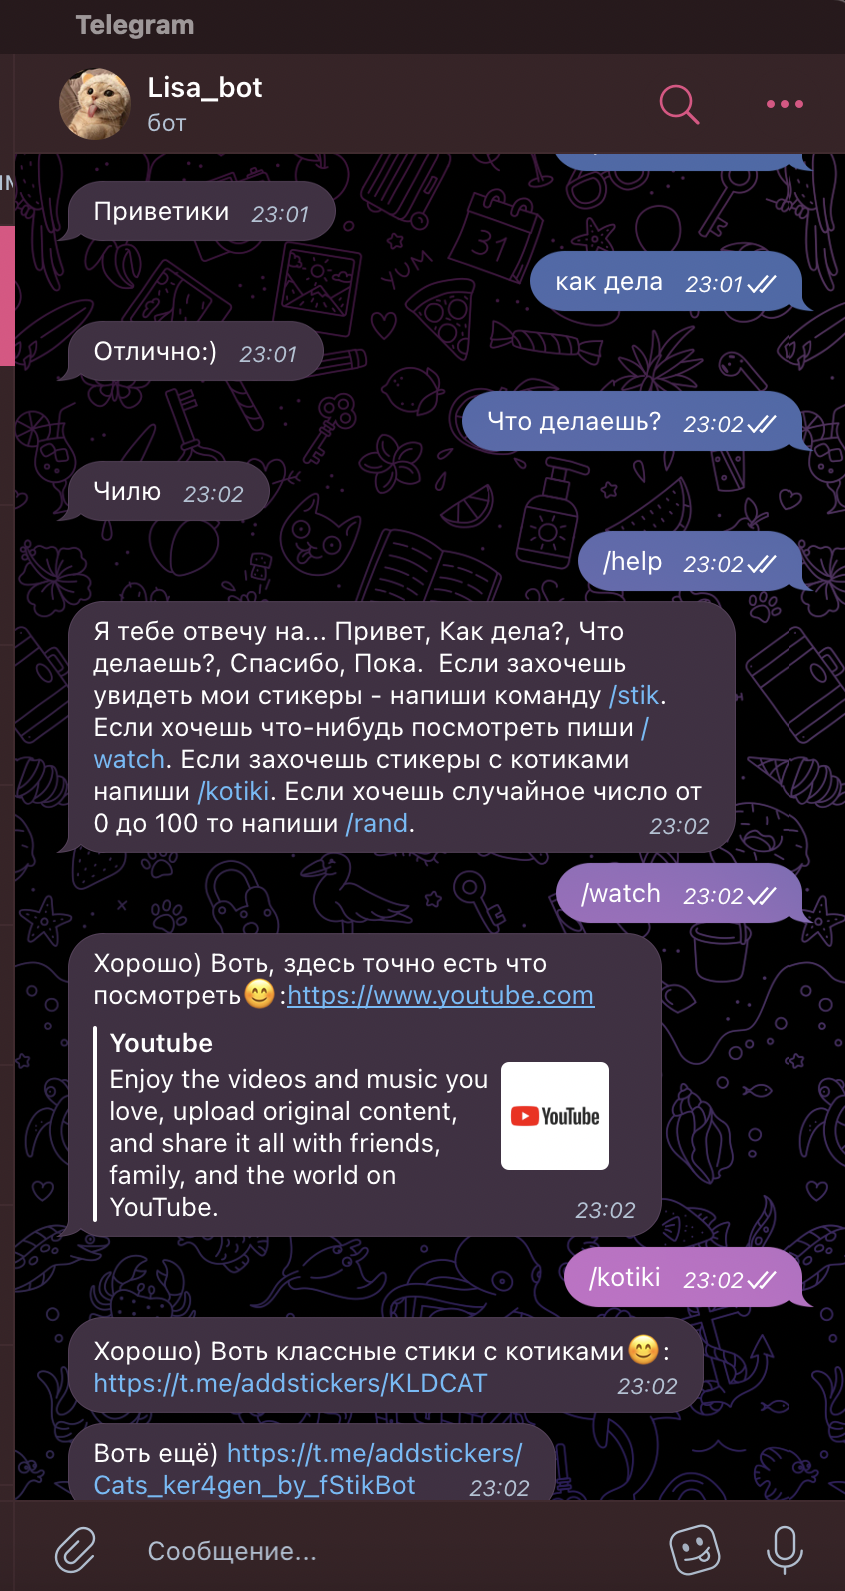 Telegram
Lisa_bot
бот
Приветики 23:01
как дела 23:01
Отлично:) 23:01
Что делаешь? 23:02
Чилю 23:02
/help 23:02
Я тебе отвечу на... Привет, Как дела?, Что
делаешь?, Спасибо, Пока. Если захочешь
увидеть мои стикеры - напиши команду /stik.
Если хочешь что-нибудь посмотреть пиши /
watch. Если захочешь стикеры с котиками
напиши /kotiki. Если хочешь случайное число от
0 до 100 то напиши /rand. 23:02
/watch 23:02
Хорошо) Воть, здесь точно есть что
посмотреть😊:https://www.youtube.com
Youtube
Enjoy the videos and music you
love, upload original content,
and share it all with friends,
family, and the world on
YouTube.
YouTube
23:02
/kotiki 23:02
Хорошо) Воть классные стики с котиками😊:
https://t.me/addstickers/KLDCAT 23:02
Воть ещё) https://t.me/addstickers/
Cats_ker4gen_by_fStikBot 23:02
Сообщение...
YUM
31